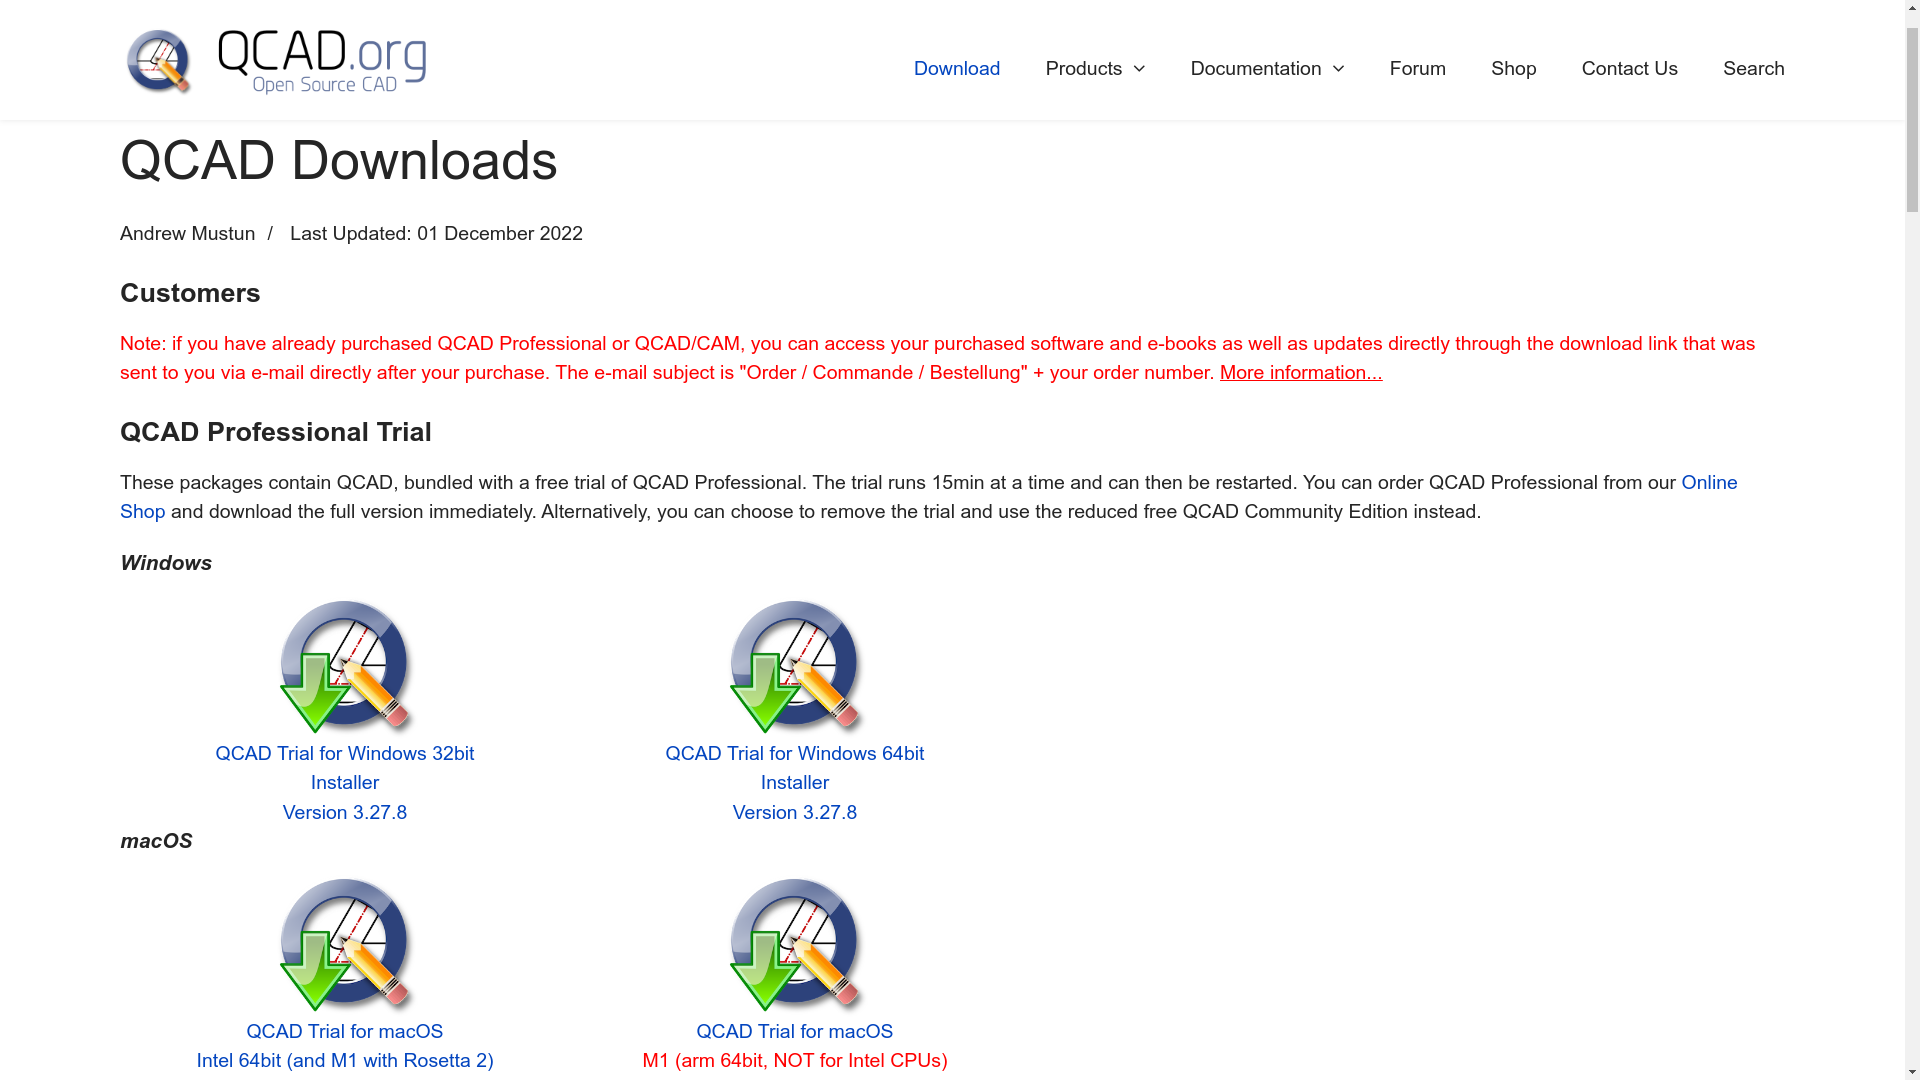 QCAD.org
Open Source CAD
Download
Products
Documentation
Forum
Shop
Contact Us
Search
QCAD Downloads
Andrew Mustun / Last Updated: 01 December 2022
Customers
Note: if you have already purchased QCAD Professional or QCAD/CAM, you can access your purchased software and e-books as well as updates directly through the download link that was
sent to you via e-mail directly after your purchase. The e-mail subject is "Order / Commande / Bestellung" + your order number. More information...
QCAD Professional Trial
These packages contain QCAD, bundled with a free trial of QCAD Professional. The trial runs 15min at a time and can then be restarted. You can order QCAD Professional from our Online
Shop and download the full version immediately. Alternatively, you can choose to remove the trial and use the reduced free QCAD Community Edition instead.
Windows
QCAD Trial for Windows 32bit
Installer
Version 3.27.8
QCAD Trial for Windows 64bit
Installer
Version 3.27.8
macOS
QCAD Trial for macOS
Intel 64bit (and M1 with Rosetta 2)
QCAD Trial for macOS
M1 (arm 64bit, NOT for Intel CPUs)